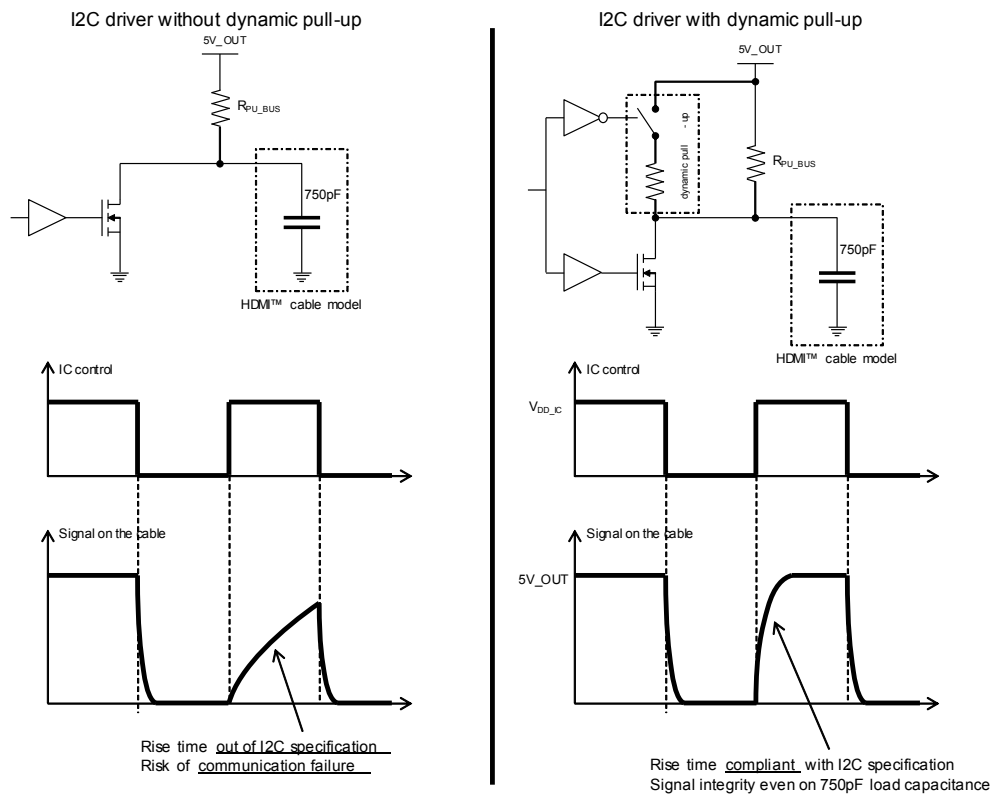 I2C driver without dynamic pull-up
5V_OUT
RPU_BUS
750pF
HDMI™ cable model
IC control
Signal on the cable
Rise time out of I2C specification
Risk of communication failure
I2C driver with dynamic pull-up
5V_OUT
dynamic pull - up
RPU_BUS
750pF
HDMI™ cable model
IC control
VDD_IC
Signal on the cable
5V_OUT
Rise time compliant with I2C specification
Signal integrity even on 750pF load capacitance